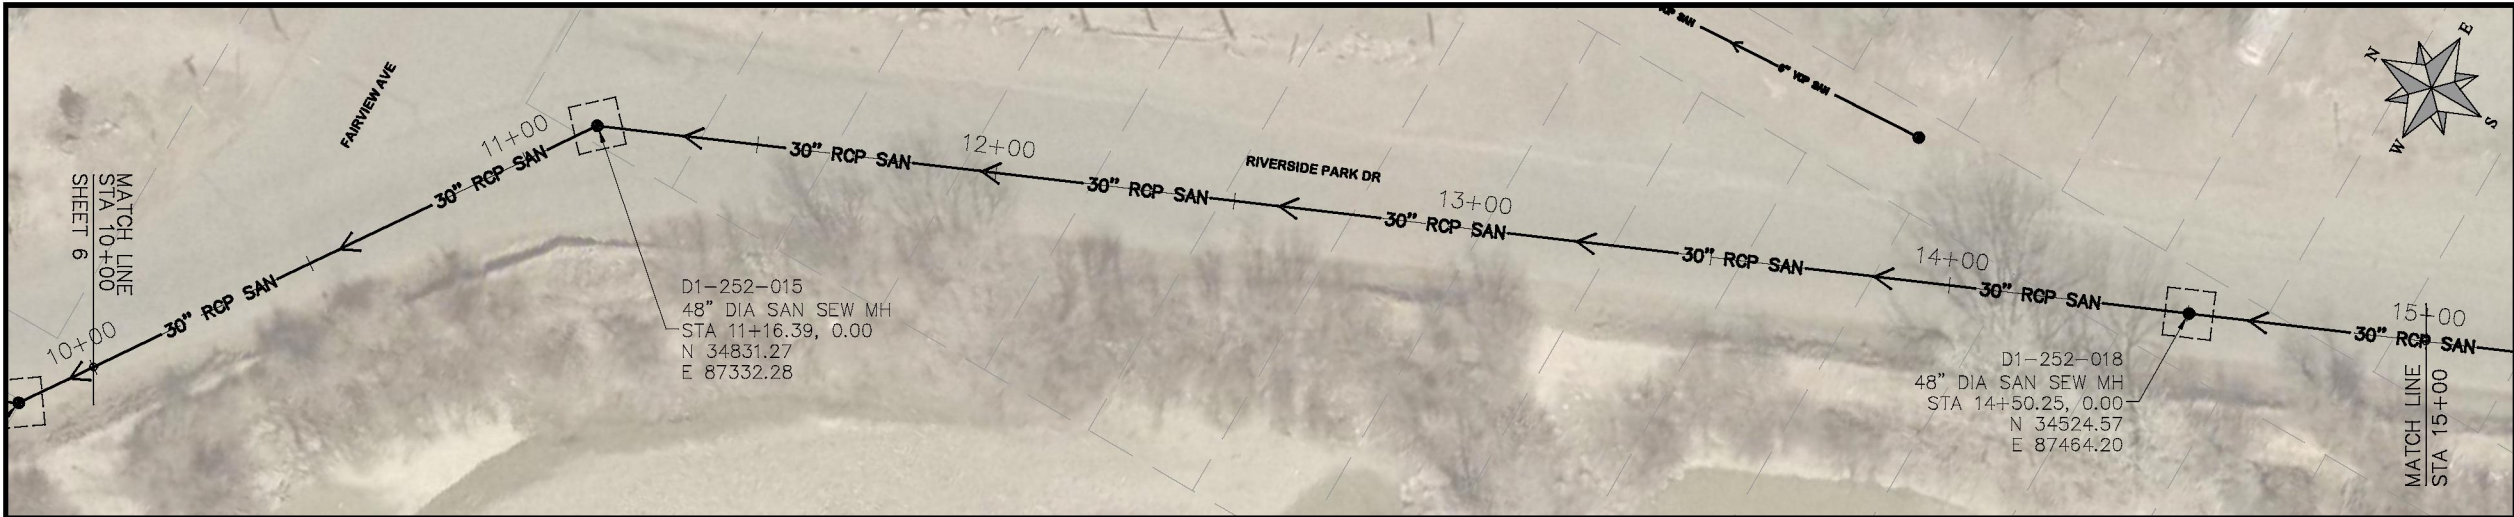 FAIRVIEW AVE
11+00
30" RCP SAN
30" RCP SAN
12+00
30" RCP SAN
RIVERSIDE PARK DR
13+00
30" RCP SAN
30" RCP SAN
14+00
30" RCP SAN
15+00
30" RCP SAN
VCP SAN
8" VCP SAN
N
E
S
W
MATCH LINE
STA 10+00
SHEET 6
10+00
30" RCP SAN
D1-252-015
48" DIA SAN SEW MH
STA 11+16.39, 0.00
N 34831.27
E 87332.28
D1-252-018
48" DIA SAN SEW MH
STA 14+50.25, 0.00
N 34524.57
E 87464.20
MATCH LINE
STA 15+00